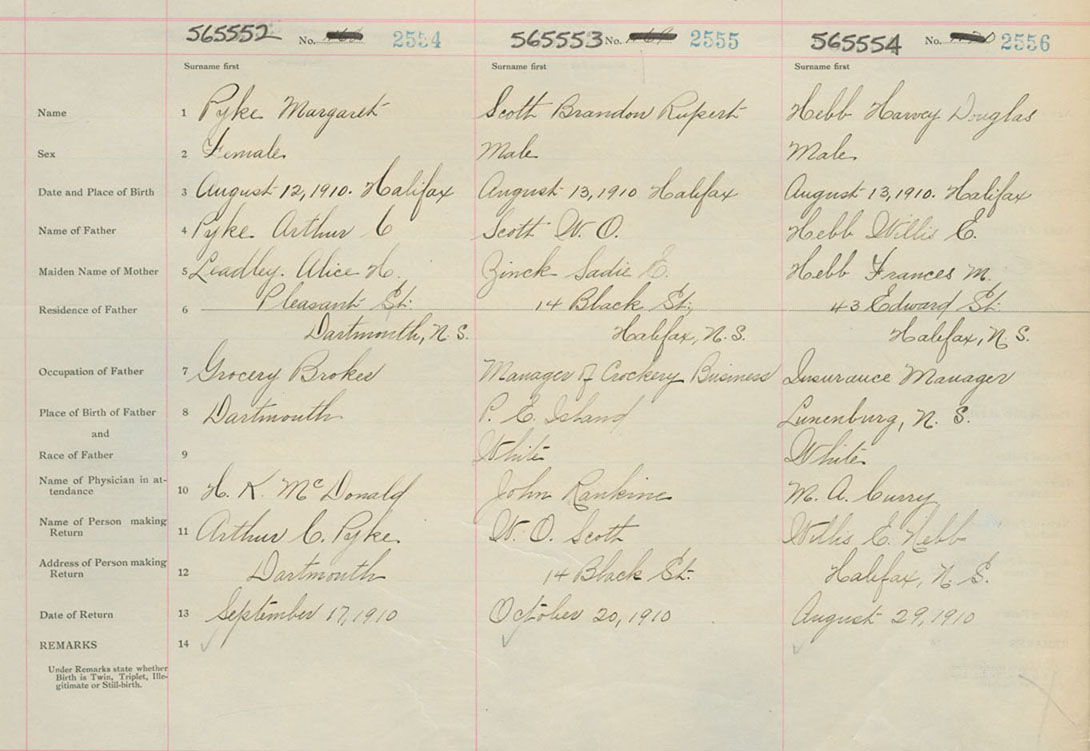 565552 No. 2554 565553 No. 2555 565554 No. 2556
Surname first Surname first Surname first
Name 1 Pyke Margaret Scott Brandon Rupert Hebb Harvey Douglas
Sex 2 Female Male Male
Date and Place of Birth 3 August 12, 1910. Halifax August 13, 1910 Halifax August 13, 1910. Halifax
Name of Father 4 Pyke Arthur C Scott W. O. Hebb Willis E.
Maiden Name of Mother 5 Leadley. Alice H. Zinck Sadie E. Hebb Frances M.
Residence of Father 6 Pleasant St. 14 Black St. 43 Edward St.
Dartmouth, N. S. Halifax, N. S. Halifax, N. S.
Occupation of Father 7 Grocery Broker Manager of Crockery Business Insurance Manager
Place of Birth of Father 8 Dartmouth P. E. Island Lunenburg, N. S.
and
Race of Father 9 White White
Name of Physician in at-
tendance 10 H. K. McDonald John Rankine M. A. Curry
Name of Person making
Return 11 Arthur C. Pyke. W. O. Scott Willis E. Hebb
Address of Person making
Return 12 Dartmouth 14 Black St. Halifax, N. S.
Date of Return 13 September 17, 1910 October 20, 1910 August 29, 1910
REMARKS 14
Under Remarks state whether
Birth is Twin, Triplet, Ille-
gitimate or Still-birth.